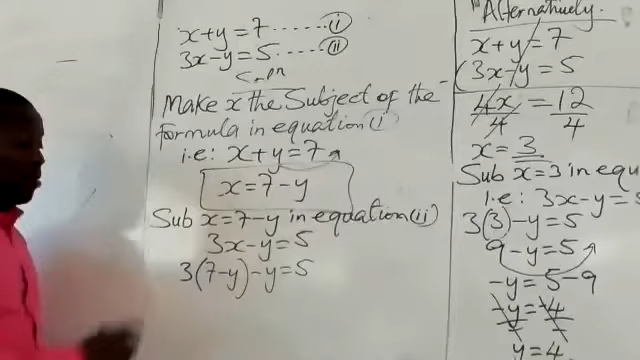 x+y=7 ......(i)
3x-y=5 .....(ii)
Soln
Make x the Subject of the
formula in equation (i)
i.e: x+y=7
x=7-y
Sub x=7-y in equation (ii)
3x-y=5
3(7-y)-y=5
"Alternatively.
x+y=7
(3x-y=5
4x/4 = 12/4
x=3
Sub x=3 in equ
i.e: 3x-y=5
3(3)-y=5
9-y=5
-y=5-9
-y = -4
y=4